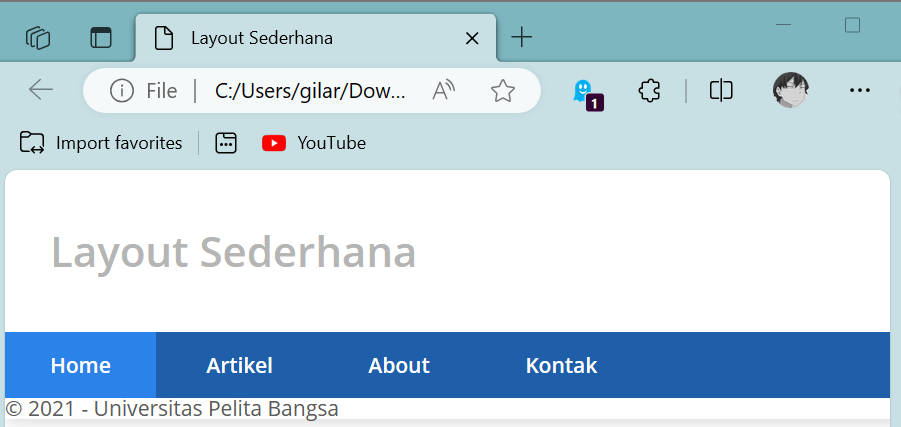 Layout Sederhana
File | C:/Users/gilar/Dow...
1
Import favorites
YouTube
Layout Sederhana
Home Artikel About Kontak
© 2021 - Universitas Pelita Bangsa